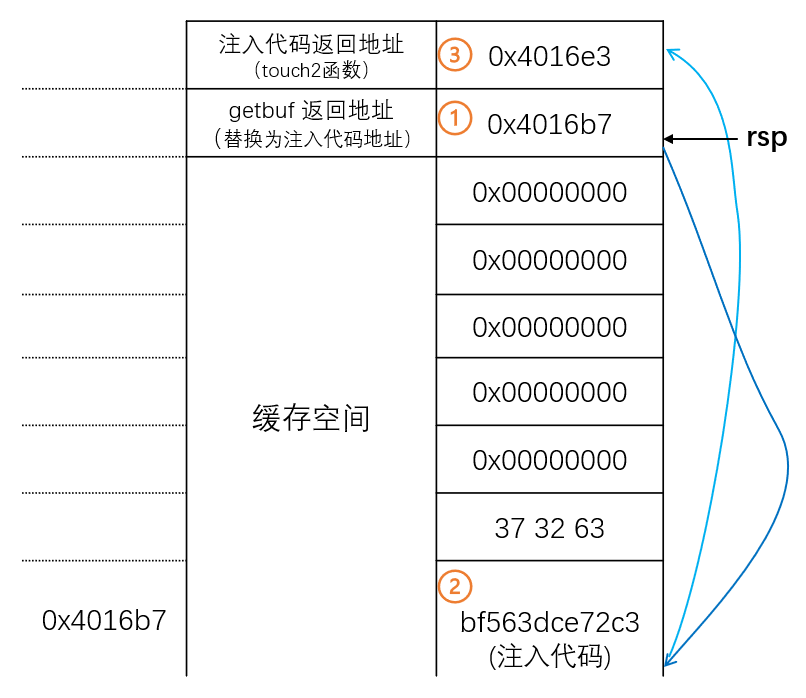 注入代码返回地址
（touch2函数）
③ 0x4016e3
getbuf 返回地址
（替换为注入代码地址）
① 0x4016b7
rsp
0x00000000
0x00000000
0x00000000
0x00000000
0x00000000
缓存空间
37 32 63
②
0x4016b7
bf563dce72c3
(注入代码)